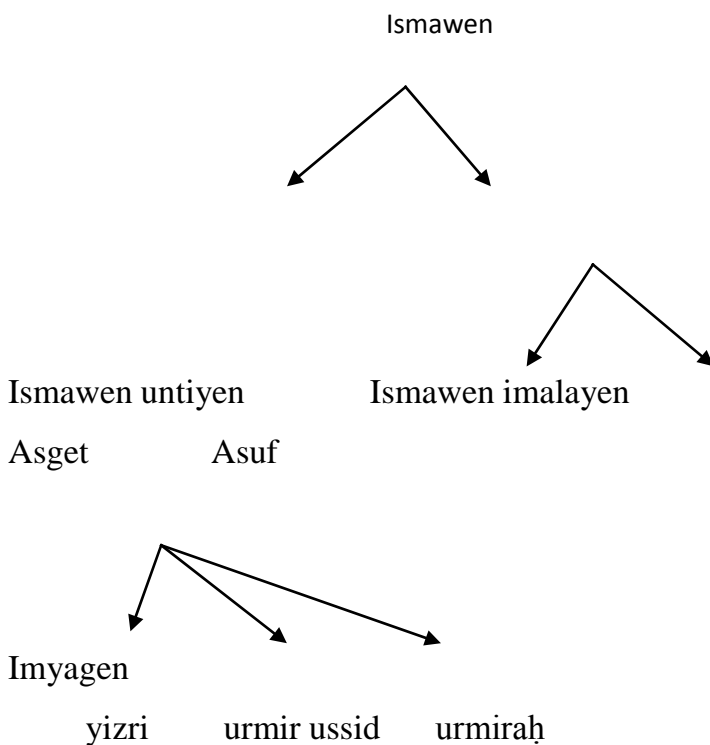 Ismawen
Ismawen untiyen Ismawen imalayen
Asget Asuf
Imyagen
yizri urmir ussid urmiraḥ